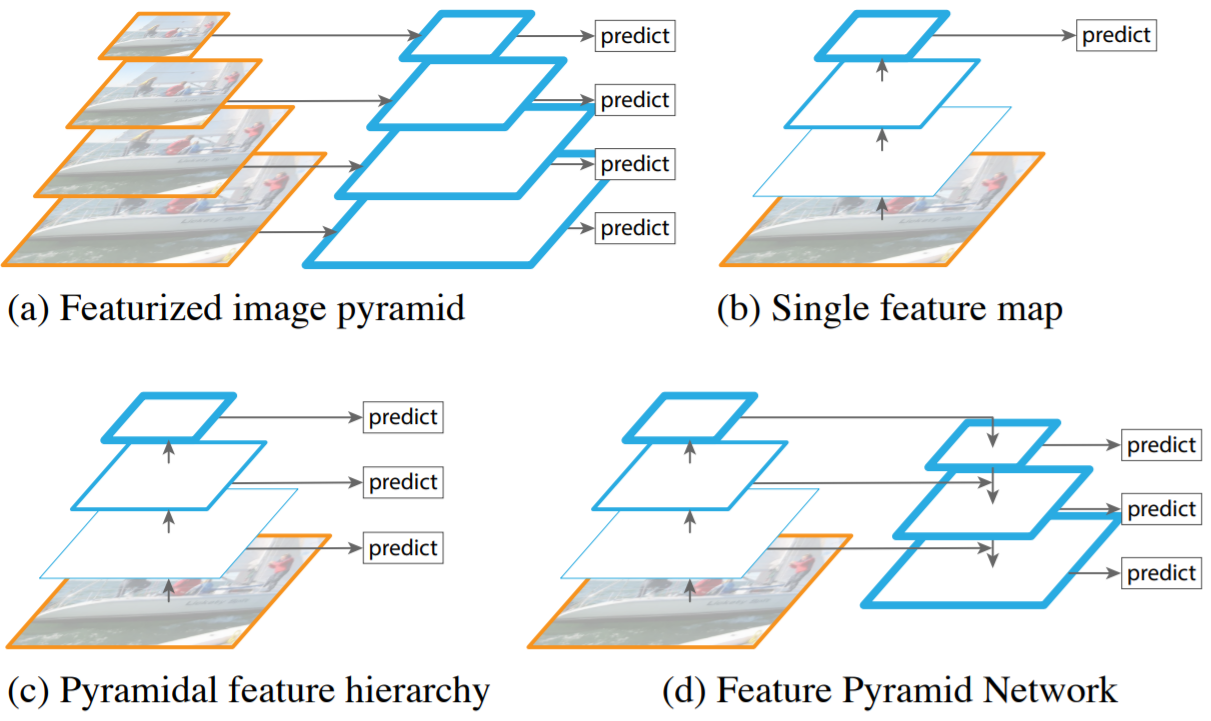 predict
predict
predict
predict
(a) Featurized image pyramid
predict
(b) Single feature map
predict
predict
predict
(c) Pyramidal feature hierarchy
predict
predict
predict
(d) Feature Pyramid Network